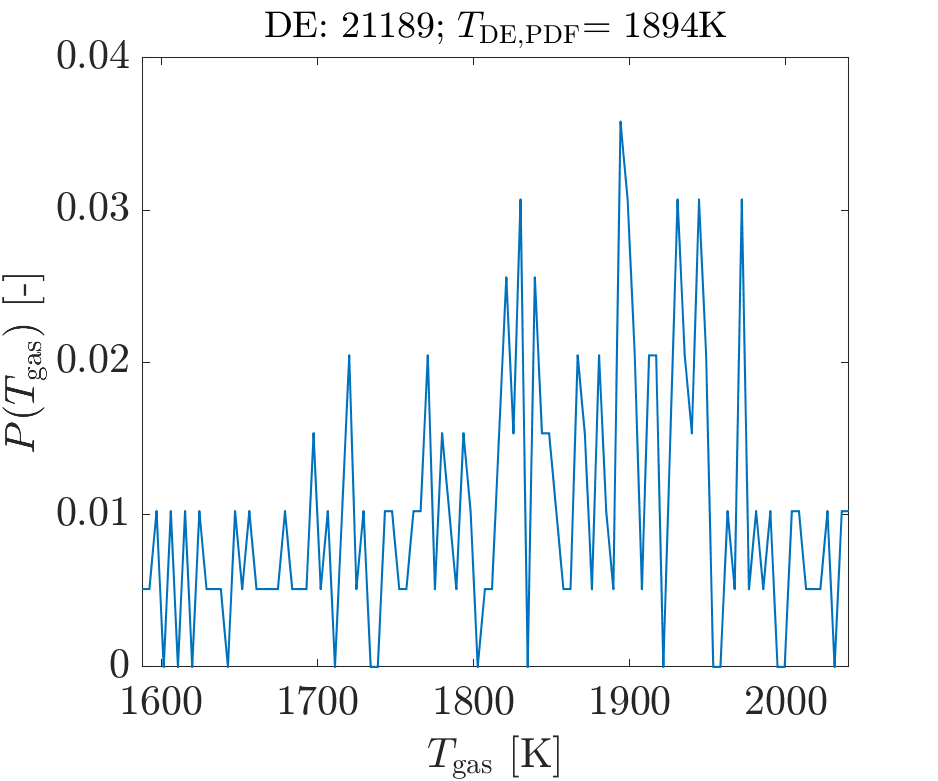 DE: 21189; T_DE,PDF= 1894K
0.04
0.03
0.02
0.01
0
P(T_gas) [-]
1600 1700 1800 1900 2000
T_gas [K]